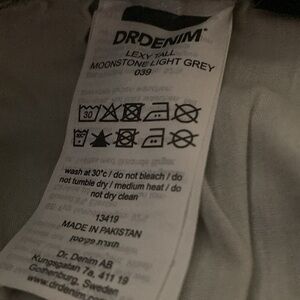 DRDENIM
LEXY TALL
MOONSTONE LIGHT GREY
039
30
wash at 30°c / do not bleach / do
not tumble dry / medium heat / do
not dry clean
13419
MADE IN PAKISTAN
תוצרת פקיסטן
Dr. Denim AB
Kungsgatan 7a, 411 19
Gothenburg, Sweden
www.drdenim.com